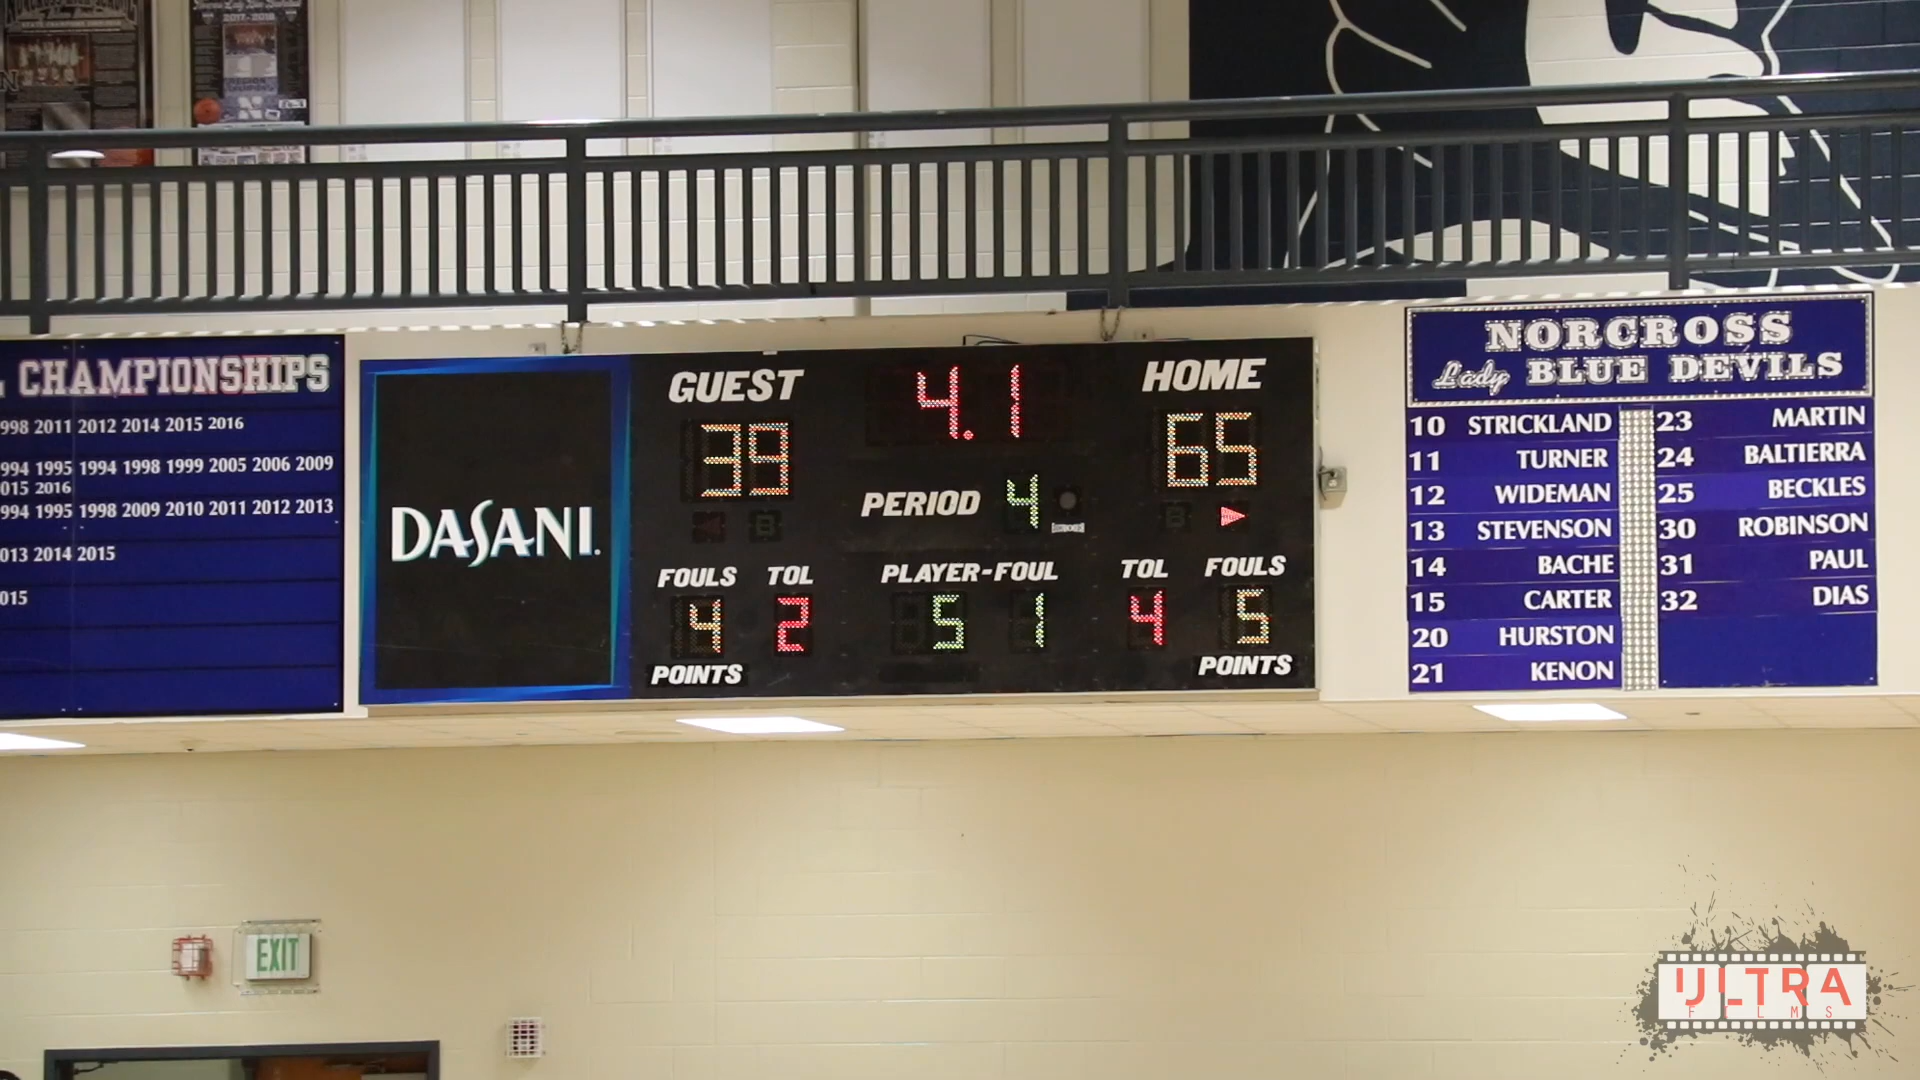 2017-2018
CHAMPIONSHIPS
998 2011 2012 2014 2015 2016
994 1995 1994 1998 1999 2005 2006 2009
015 2016
994 1995 1998 2009 2010 2011 2012 2013
013 2014 2015
015
DASANI.
GUEST
39
4.1
HOME
65
PERIOD 4
B
B
FOULS TOL PLAYER-FOUL TOL FOULS
4 2 5 1 4 5
POINTS
POINTS
NORCROSS
Lady BLUE DEVILS
10 STRICKLAND
11 TURNER
12 WIDEMAN
13 STEVENSON
14 BACHE
15 CARTER
20 HURSTON
21 KENON
23 MARTIN
24 BALTIERRA
25 BECKLES
30 ROBINSON
31 PAUL
32 DIAS
EXIT
ULTRA
FILMS